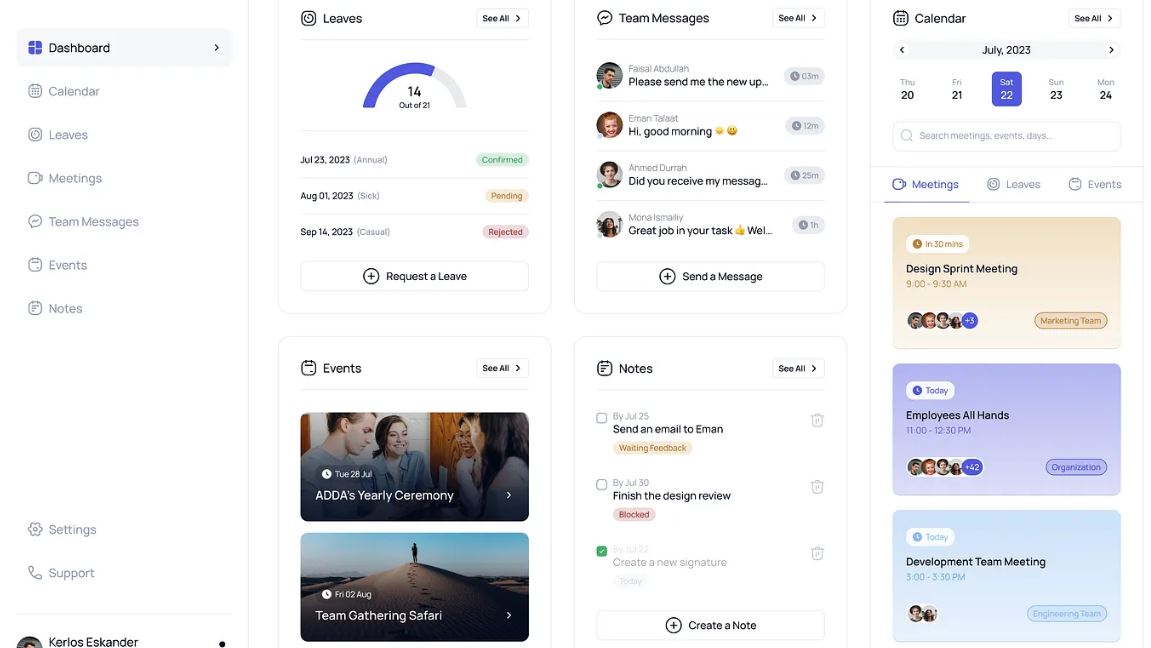 Dashboard
Calendar
Leaves
Meetings
Team Messages
Events
Notes
Settings
Support
Kerlos Eskander
Leaves
See All
14
Out of 21
Jul 23, 2023 (Annual)
Confirmed
Aug 01, 2023 (Sick)
Pending
Sep 14, 2023 (Casual)
Rejected
Request a Leave
Team Messages
See All
Faisal Abdullah
Please send me the new up...
03m
Eman Talaat
Hi, good morning ☀️😃
12m
Ahmed Durrah
Did you receive my messag...
25m
Mona Ismailiy
Great job in your task 👍 Wel...
1h
Send a Message
Events
See All
Tue 28 Jul
ADDA's Yearly Ceremony
Fri 02 Aug
Team Gathering Safari
Notes
See All
By Jul 25
Send an email to Eman
Waiting Feedback
By Jul 30
Finish the design review
Blocked
By Jul 22
Create a new signature
Today
Create a Note
Calendar
See All
July, 2023
Thu Fri Sat Sun Mon
20 21 22 23 24
Search meetings, events, days...
Meetings Leaves Events
In 30 mins
Design Sprint Meeting
9:00 - 9:30 AM
+3
Marketing Team
Today
Employees All Hands
11:00 - 12:30 PM
+42
Organization
Today
Development Team Meeting
3:00 - 3:30 PM
Engineering Team